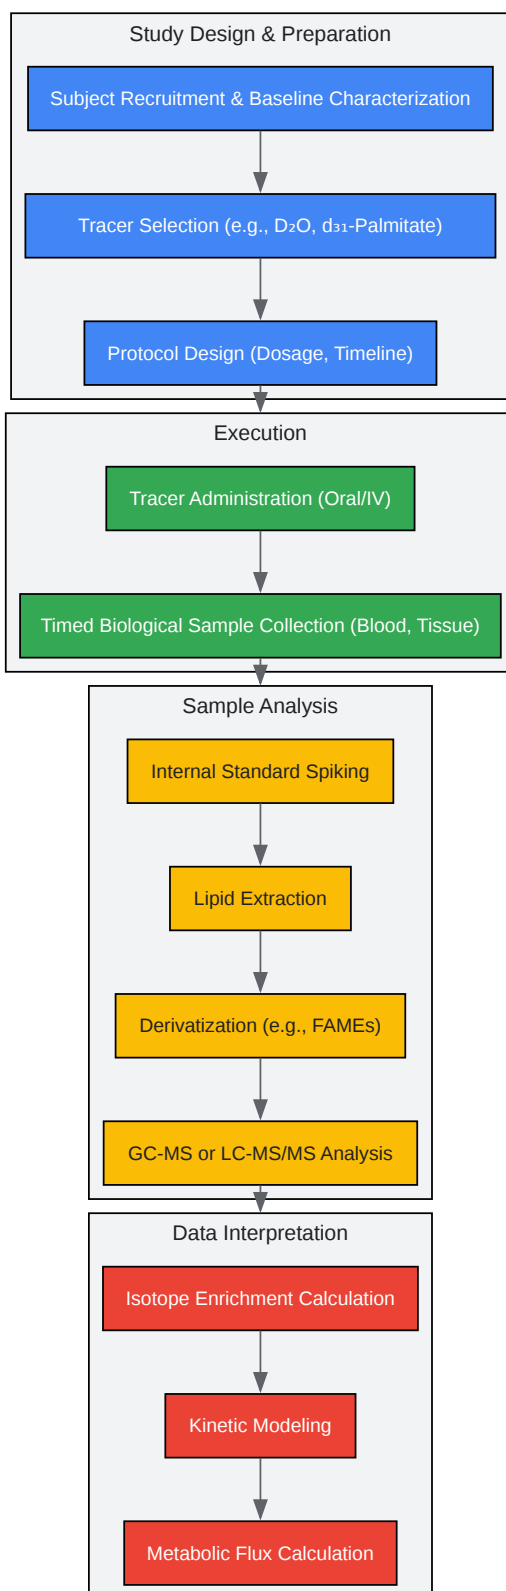 Study Design & Preparation
Subject Recruitment & Baseline Characterization
Tracer Selection (e.g., D₂O, d₃₁-Palmitate)
Protocol Design (Dosage, Timeline)
Execution
Tracer Administration (Oral/IV)
Timed Biological Sample Collection (Blood, Tissue)
Sample Analysis
Internal Standard Spiking
Lipid Extraction
Derivatization (e.g., FAMEs)
GC-MS or LC-MS/MS Analysis
Data Interpretation
Isotope Enrichment Calculation
Kinetic Modeling
Metabolic Flux Calculation